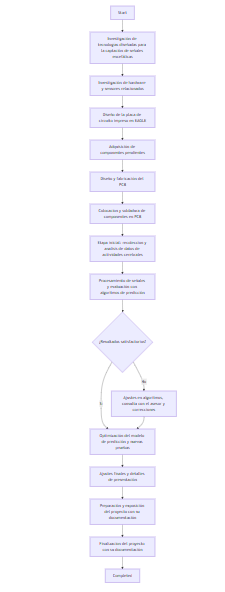 Start
Investigación de
tecnologías diseñadas para
la captación de señales
Investigación de hardware
y sensores relacionados
Diseño de la placa de
circuito impreso en EAGLE
Adquisición de
componentes pendientes
Diseño y fabricación del
PCB
Colocación y soldadura de
componentes en PCB
Etapa inicial: recolección y
análisis de datos de
actividades cerebrales
Procesamiento de señales
y evaluación con
algoritmo de predicción
¿Resultados satisfactorios?
No
Sí
Ajustes en algoritmos,
consulta con el asesor y
correcciones
Optimización del modelo
de predicción y nuevas
pruebas
Ajustes finales y detalles
de presentación
Preparación y exposición
del proyecto con su
documentación
Finalización del proyecto
con su documentación
Completed